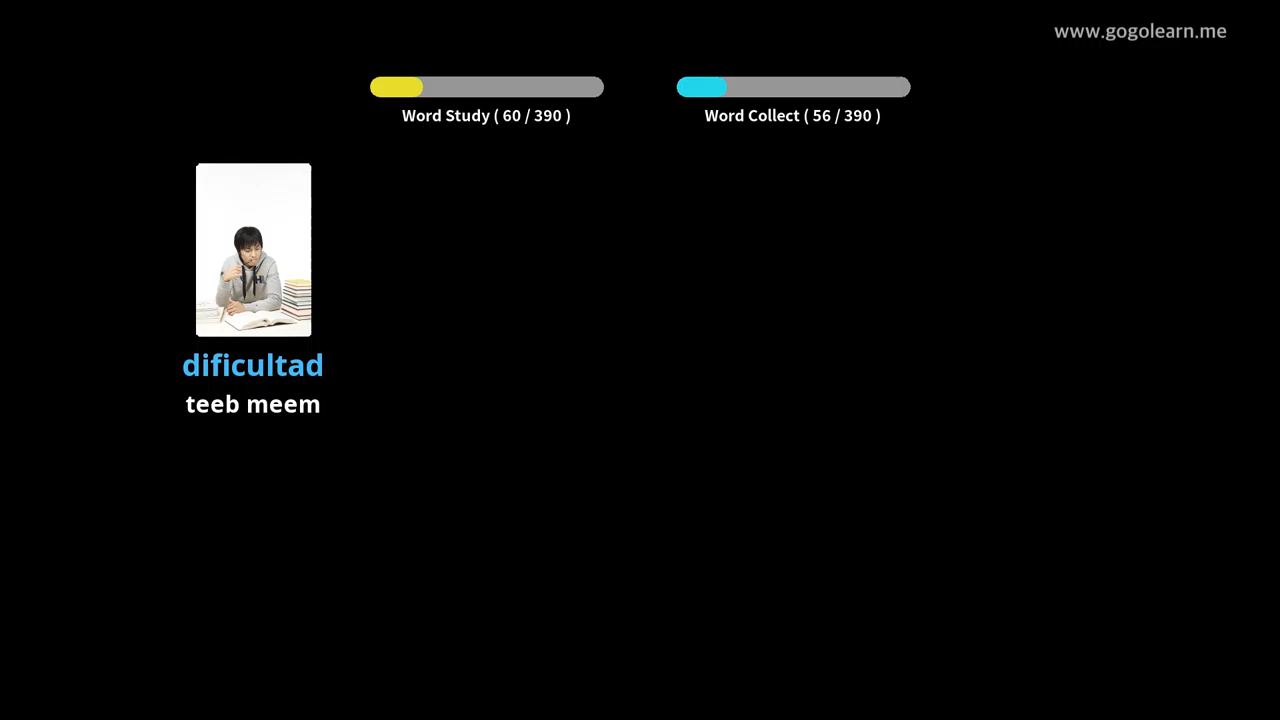 www.gogolearn.me
Word Study ( 60 / 390 )
Word Collect ( 56 / 390 )
dificultad
teeb meem